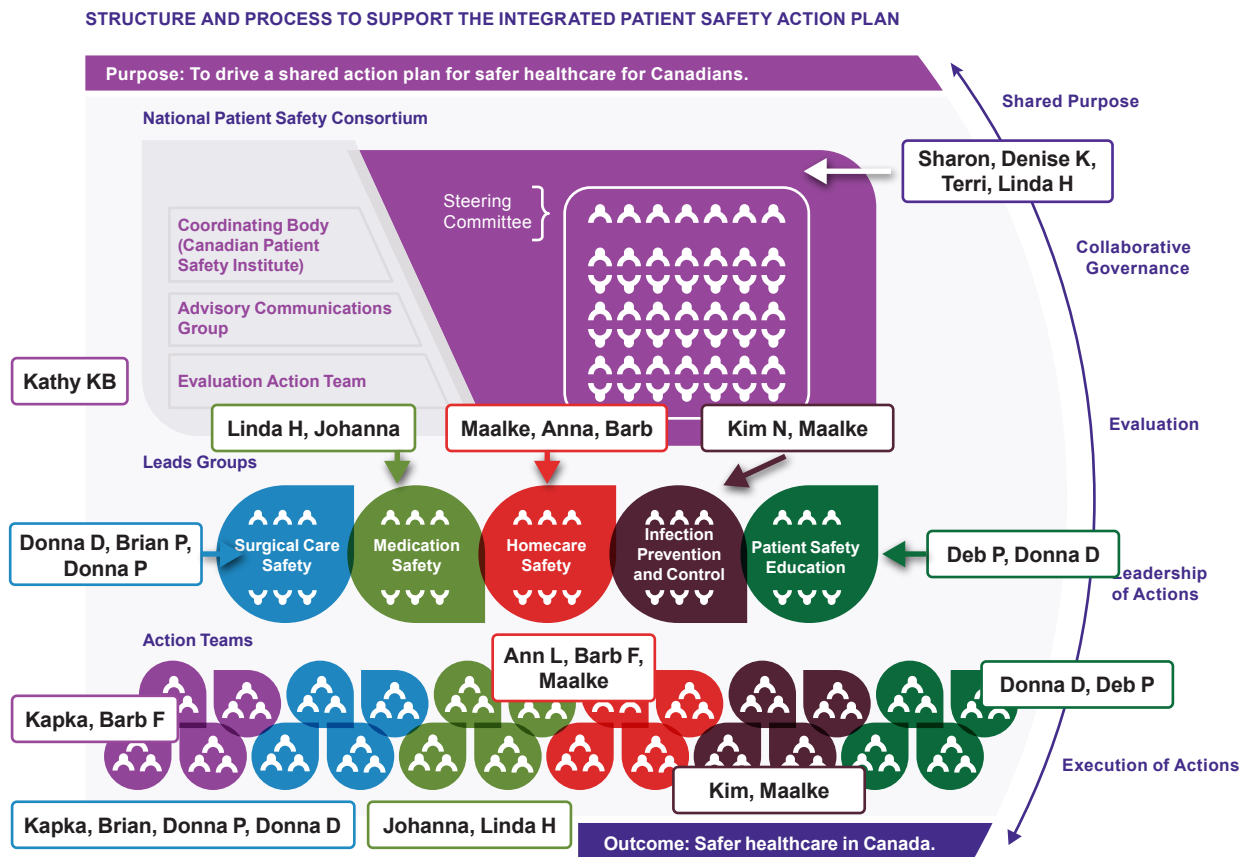 STRUCTURE AND PROCESS TO SUPPORT THE INTEGRATED PATIENT SAFETY ACTION PLAN
Purpose: To drive a shared action plan for safer healthcare for Canadians.
Shared Purpose
National Patient Safety Consortium
Sharon, Denise K,
Terri, Linda H
Steering
Committee
Coordinating Body
(Canadian Patient
Safety Institute)
Collaborative
Governance
Advisory Communications
Group
Evaluation Action Team
Kathy KB
Evaluation
Linda H, Johanna
Maalke, Anna, Barb
Kim N, Maalke
Leads Groups
Donna D, Brian P,
Donna P
Surgical Care
Safety
Medication
Safety
Homecare
Safety
Infection
Prevention
and Control
Patient Safety
Education
Deb P, Donna D
Leadership
of Actions
Action Teams
Ann L, Barb F,
Maalke
Donna D, Deb P
Kapka, Barb F
Execution of Actions
Kim, Maalke
Kapka, Brian, Donna P, Donna D
Johanna, Linda H
Outcome: Safer healthcare in Canada.